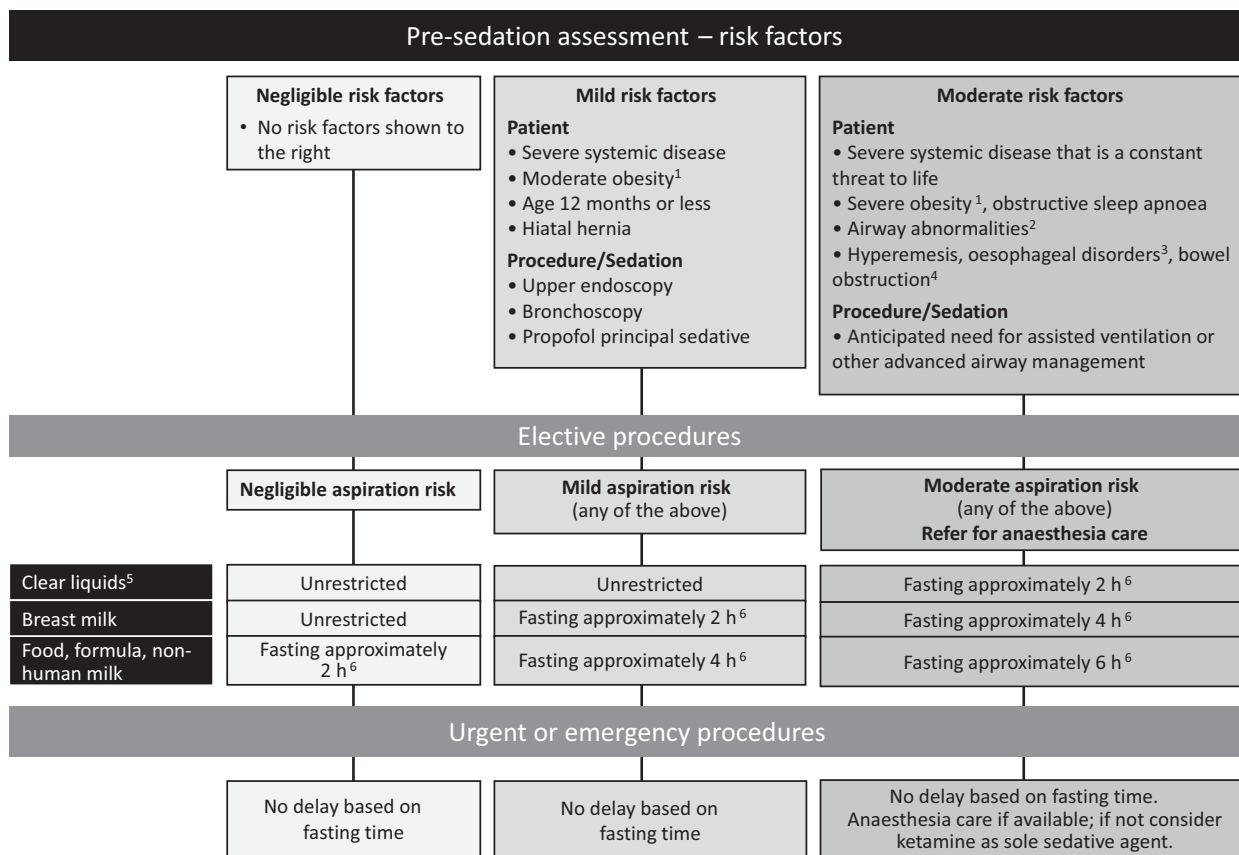 Pre-sedation assessment – risk factors
Negligible risk factors
• No risk factors shown to
the right
Mild risk factors
Patient
• Severe systemic disease
• Moderate obesity¹
• Age 12 months or less
• Hiatal hernia
Procedure/Sedation
• Upper endoscopy
• Bronchoscopy
• Propofol principal sedative
Moderate risk factors
Patient
• Severe systemic disease that is a constant
threat to life
• Severe obesity ¹, obstructive sleep apnoea
• Airway abnormalities²
• Hyperemesis, oesophageal disorders³, bowel
obstruction⁴
Procedure/Sedation
• Anticipated need for assisted ventilation or
other advanced airway management
Elective procedures
Negligible aspiration risk
Mild aspiration risk
(any of the above)
Moderate aspiration risk
(any of the above)
Refer for anaesthesia care
Clear liquids⁵
Unrestricted
Unrestricted
Fasting approximately 2 h ⁶
Breast milk
Unrestricted
Fasting approximately 2 h ⁶
Fasting approximately 4 h ⁶
Food, formula, non-
human milk
Fasting approximately
2 h ⁶
Fasting approximately 4 h ⁶
Fasting approximately 6 h ⁶
Urgent or emergency procedures
No delay based on
fasting time
No delay based on
fasting time
No delay based on fasting time.
Anaesthesia care if available; if not consider
ketamine as sole sedative agent.